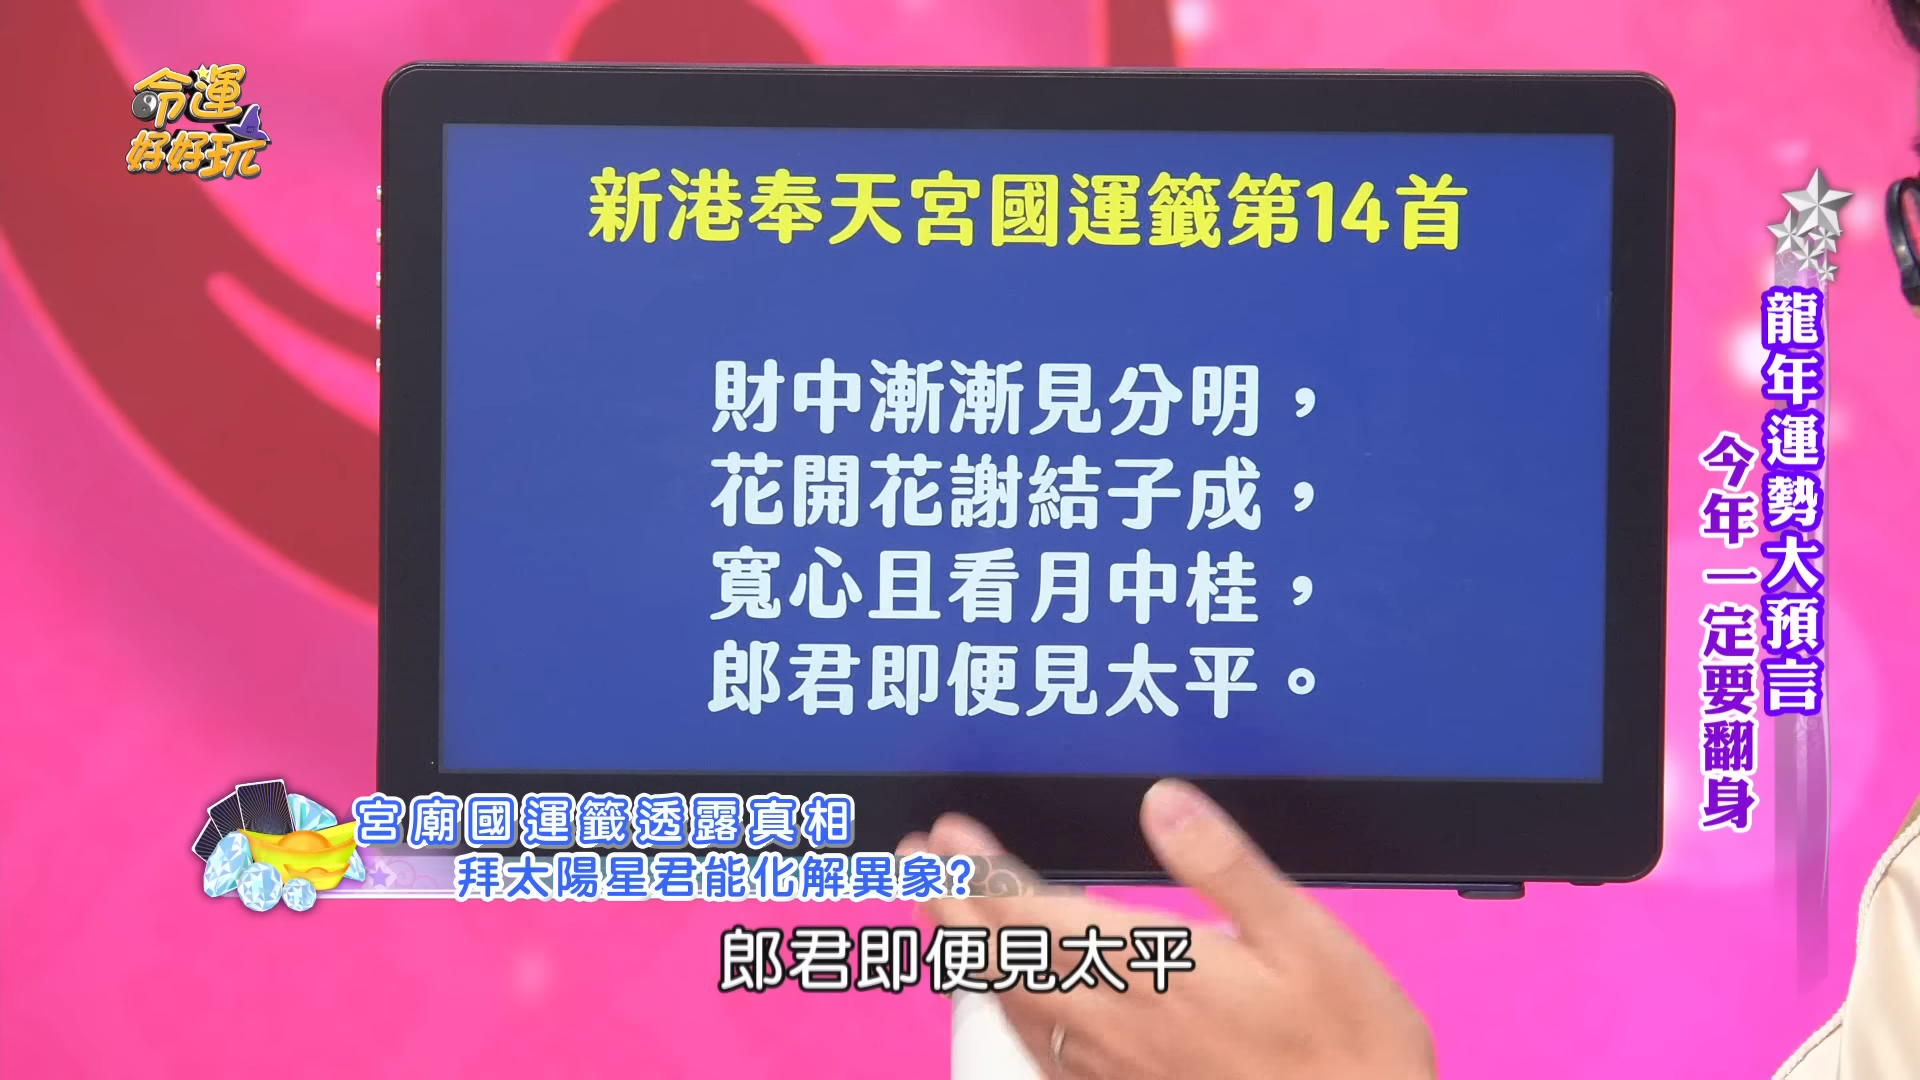 命運
好好玩
新港奉天宮國運籤第14首
財中漸漸見分明，
花開花謝結子成，
寬心且看月中桂，
郎君即便見太平。
龍年運勢大預言
今年一定要翻身
宮廟國運籤透露真相
拜太陽星君能化解異象?
郎君即便見太平